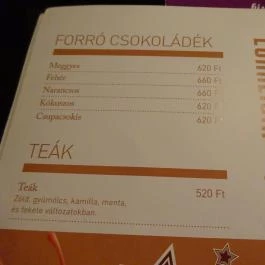 FORRÓ CSOKOLÁDÉK
Meggyes 620 Ft
Fehér 660 Ft
Narancsos 660 Ft
Kókuszos 620 Ft
Csupacsokis 620 Ft
TEÁK
Teák 520 Ft
Zöld, gyümölcs, kamilla, menta,
és fekete változatokban.